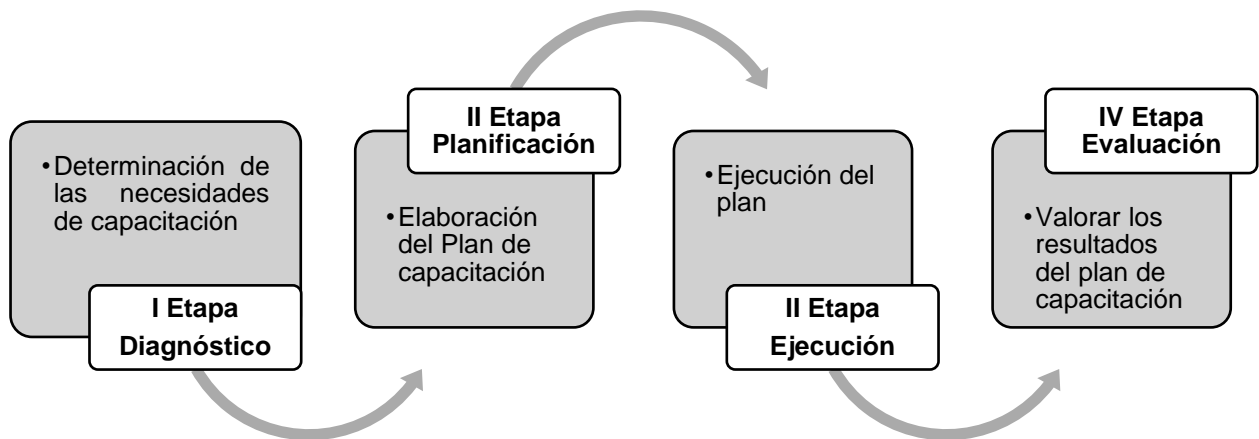 •Determinación de
las necesidades
de capacitación
I Etapa
Diagnóstico
II Etapa
Planificación
•Elaboración
del Plan de
capacitación
•Ejecución del
plan
II Etapa
Ejecución
IV Etapa
Evaluación
•Valorar los
resultados
del plan de
capacitación